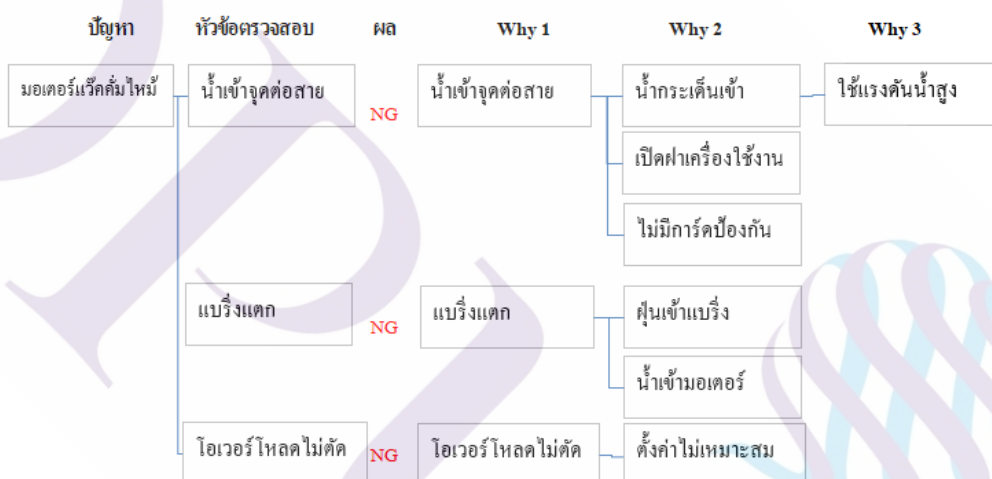 ปัญหา หัวข้อตรวจสอบ ผล Why 1 Why 2 Why 3
มอเตอร์แว๊คคั่มไหม้ น้ำเข้าจุดต่อสาย NG น้ำเข้าจุดต่อสาย น้ำกระเด็นเข้า ใช้แรงดันน้ำสูง
เปิดฝาเครื่องใช้งาน
ไม่มีการ์ดป้องกัน
แบริ่งแตก NG แบริ่งแตก ฝุ่นเข้าแบริ่ง
น้ำเข้ามอเตอร์
โอเวอร์โหลดไม่ตัด NG โอเวอร์โหลดไม่ตัด ตั้งค่าไม่เหมาะสม